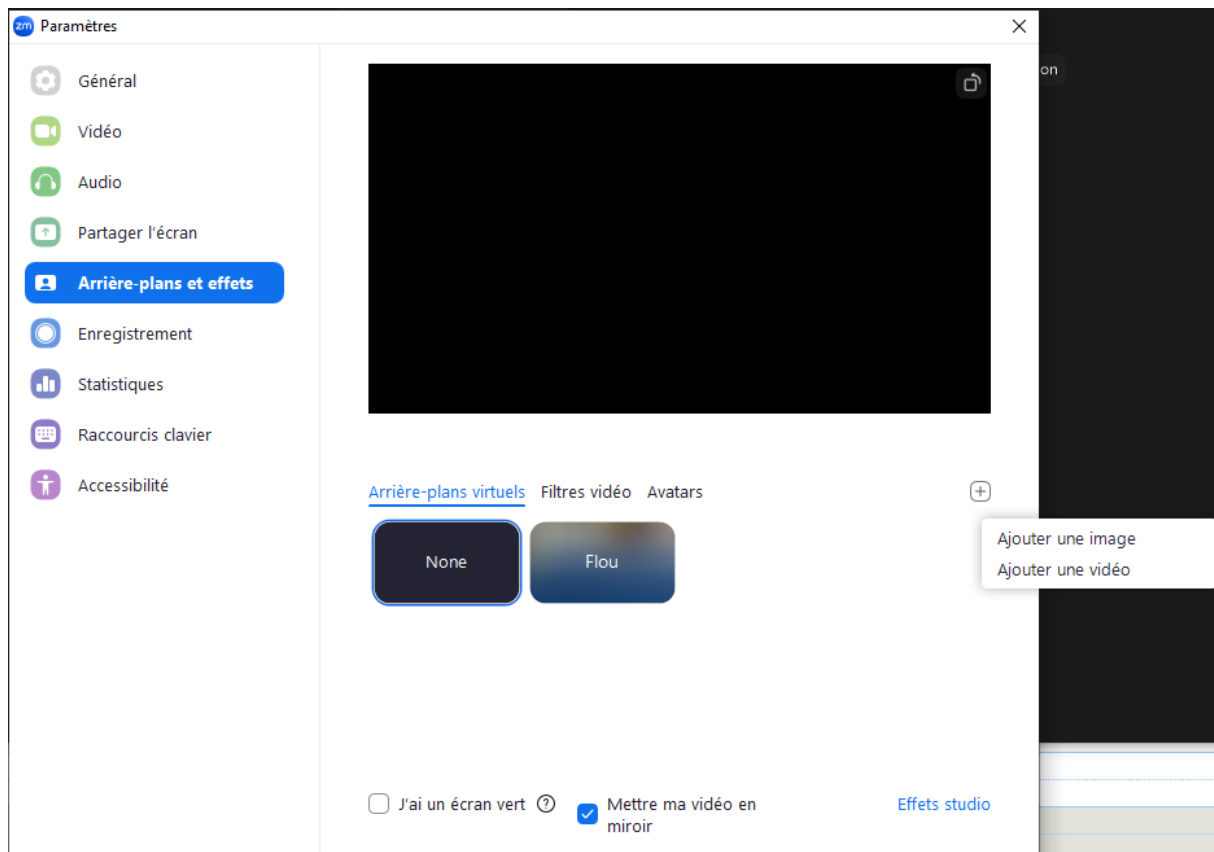 zm Paramètres
Général
Vidéo
Audio
Partager l'écran
Arrière-plans et effets
Enregistrement
Statistiques
Raccourcis clavier
Accessibilité
on
Arrière-plans virtuels Filtres vidéo Avatars
None Flou
Ajouter une image
Ajouter une vidéo
J'ai un écran vert ? Mettre ma vidéo en
miroir
Effets studio